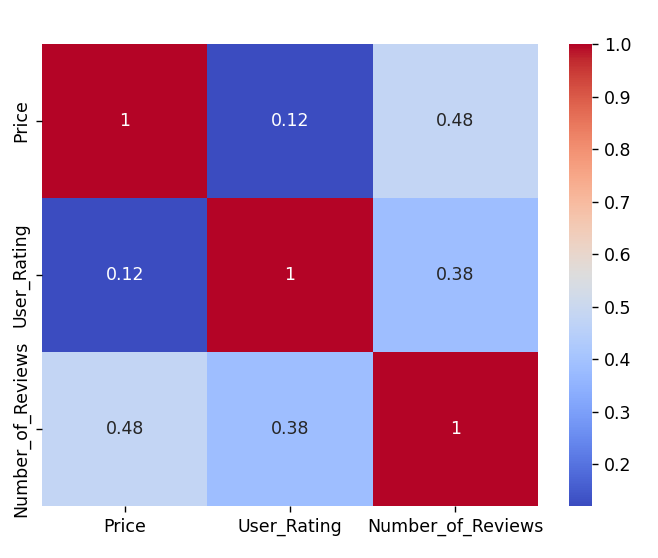 Price 1 0.12 0.48
User_Rating 0.12 1 0.38
Number_of_Reviews 0.48 0.38 1
Price User_Rating Number_of_Reviews
1.0
0.9
0.8
0.7
0.6
0.5
0.4
0.3
0.2